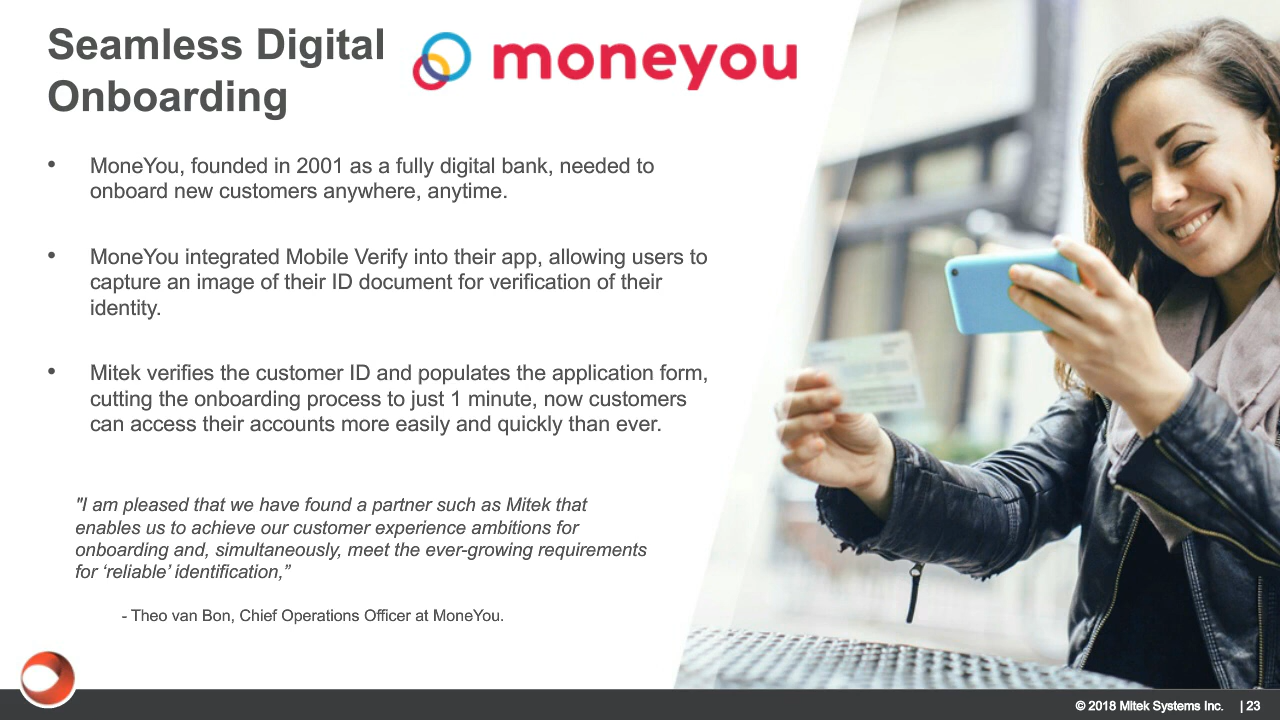 Seamless Digital
Onboarding
moneyou
• MoneYou, founded in 2001 as a fully digital bank, needed to
onboard new customers anywhere, anytime.
• MoneYou integrated Mobile Verify into their app, allowing users to
capture an image of their ID document for verification of their
identity.
• Mitek verifies the customer ID and populates the application form,
cutting the onboarding process to just 1 minute, now customers
can access their accounts more easily and quickly than ever.
"I am pleased that we have found a partner such as Mitek that
enables us to achieve our customer experience ambitions for
onboarding and, simultaneously, meet the ever-growing requirements
for ‘reliable’ identification,”
- Theo van Bon, Chief Operations Officer at MoneYou.
© 2018 Mitek Systems Inc. | 23